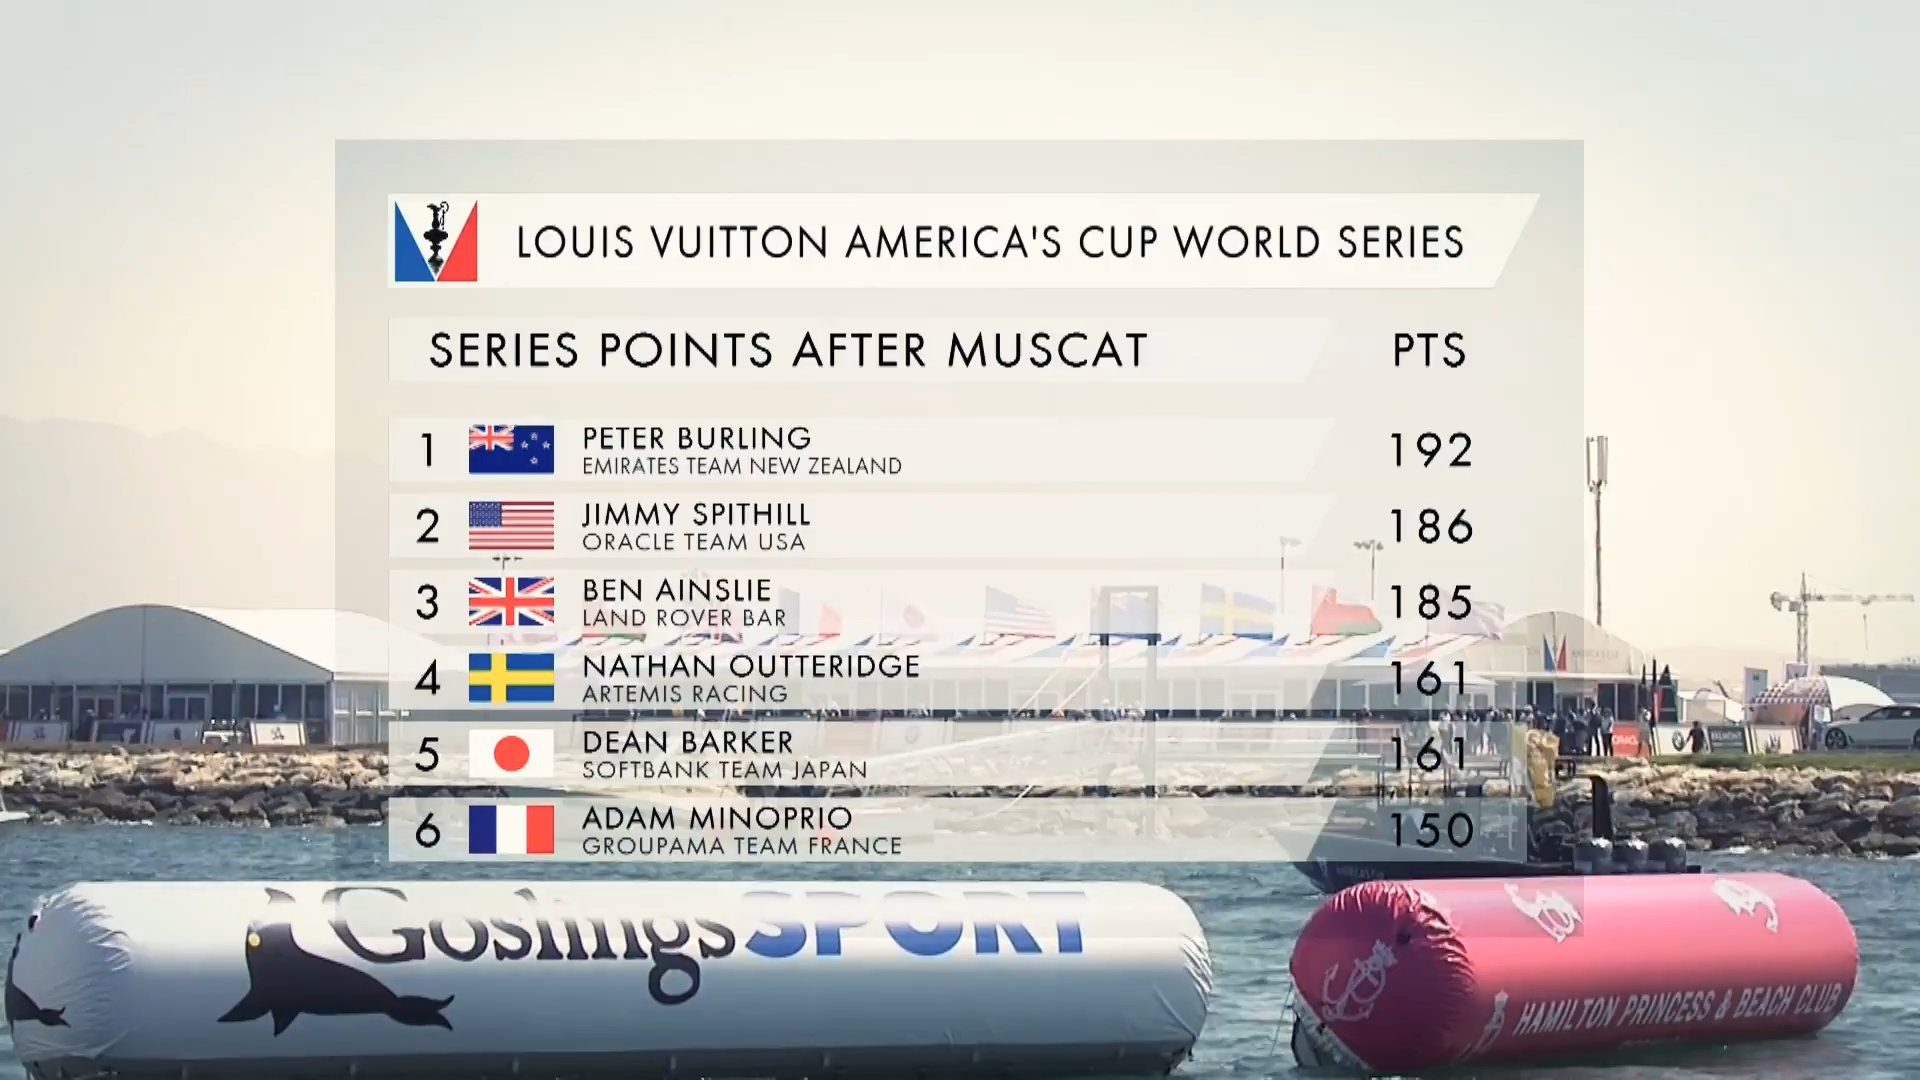 LOUIS VUITTON AMERICA'S CUP WORLD SERIES
SERIES POINTS AFTER MUSCAT PTS
1 PETER BURLING 192
EMIRATES TEAM NEW ZEALAND
2 JIMMY SPITHILL 186
ORACLE TEAM USA
3 BEN AINSLIE 185
LAND ROVER BAR
4 NATHAN OUTTERIDGE 161
ARTEMIS RACING
5 DEAN BARKER 161
SOFTBANK TEAM JAPAN
6 ADAM MINOPRIO 150
GROUPAMA TEAM FRANCE
Goslings SPORT
HAMILTON PRINCESS & BEACH CLUB